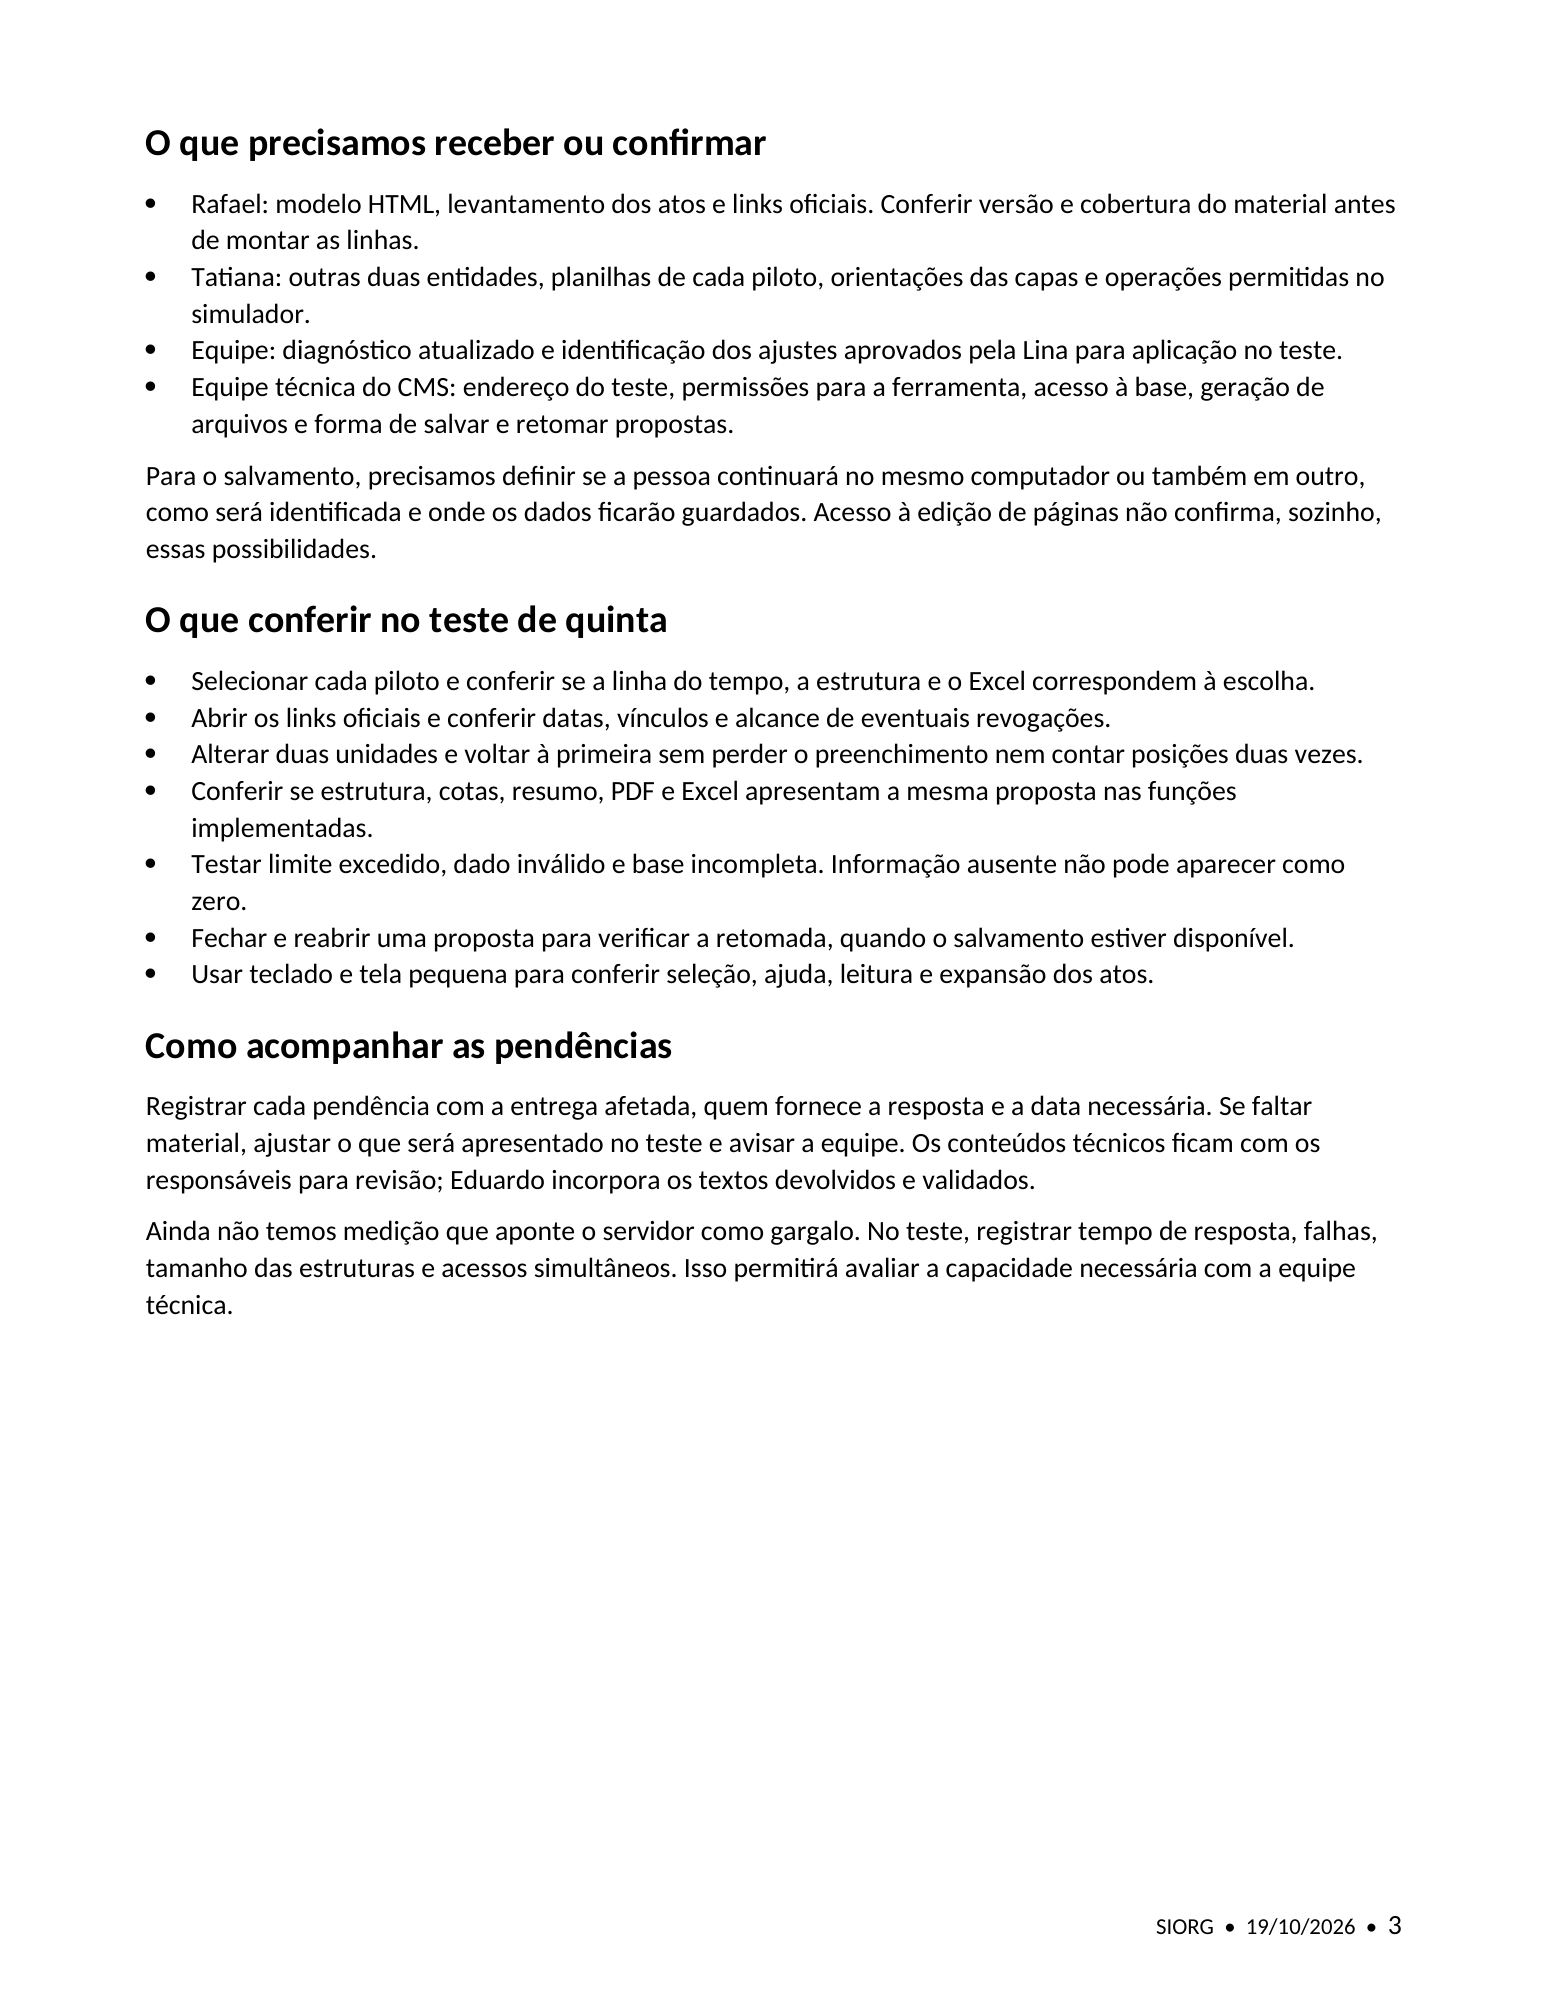 O que precisamos receber ou confirmar
• Rafael: modelo HTML, levantamento dos atos e links oficiais. Conferir versão e cobertura do material antes
de montar as linhas.
• Tatiana: outras duas entidades, planilhas de cada piloto, orientações das capas e operações permitidas no
simulador.
• Equipe: diagnóstico atualizado e identificação dos ajustes aprovados pela Lina para aplicação no teste.
• Equipe técnica do CMS: endereço do teste, permissões para a ferramenta, acesso à base, geração de
arquivos e forma de salvar e retomar propostas.
Para o salvamento, precisamos definir se a pessoa continuará no mesmo computador ou também em outro,
como será identificada e onde os dados ficarão guardados. Acesso à edição de páginas não confirma, sozinho,
essas possibilidades.
O que conferir no teste de quinta
• Selecionar cada piloto e conferir se a linha do tempo, a estrutura e o Excel correspondem à escolha.
• Abrir os links oficiais e conferir datas, vínculos e alcance de eventuais revogações.
• Alterar duas unidades e voltar à primeira sem perder o preenchimento nem contar posições duas vezes.
• Conferir se estrutura, cotas, resumo, PDF e Excel apresentam a mesma proposta nas funções
implementadas.
• Testar limite excedido, dado inválido e base incompleta. Informação ausente não pode aparecer como
zero.
• Fechar e reabrir uma proposta para verificar a retomada, quando o salvamento estiver disponível.
• Usar teclado e tela pequena para conferir seleção, ajuda, leitura e expansão dos atos.
Como acompanhar as pendências
Registrar cada pendência com a entrega afetada, quem fornece a resposta e a data necessária. Se faltar
material, ajustar o que será apresentado no teste e avisar a equipe. Os conteúdos técnicos ficam com os
responsáveis para revisão; Eduardo incorpora os textos devolvidos e validados.
Ainda não temos medição que aponte o servidor como gargalo. No teste, registrar tempo de resposta, falhas,
tamanho das estruturas e acessos simultâneos. Isso permitirá avaliar a capacidade necessária com a equipe
técnica.
SIORG • 19/10/2026 • 3